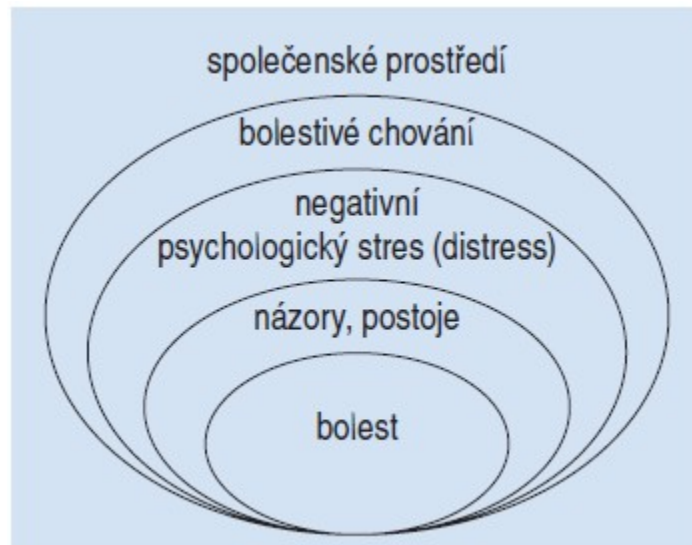 společenské prostředí
bolestivé chování
negativní
psychologický stres (distress)
názory, postoje
bolest